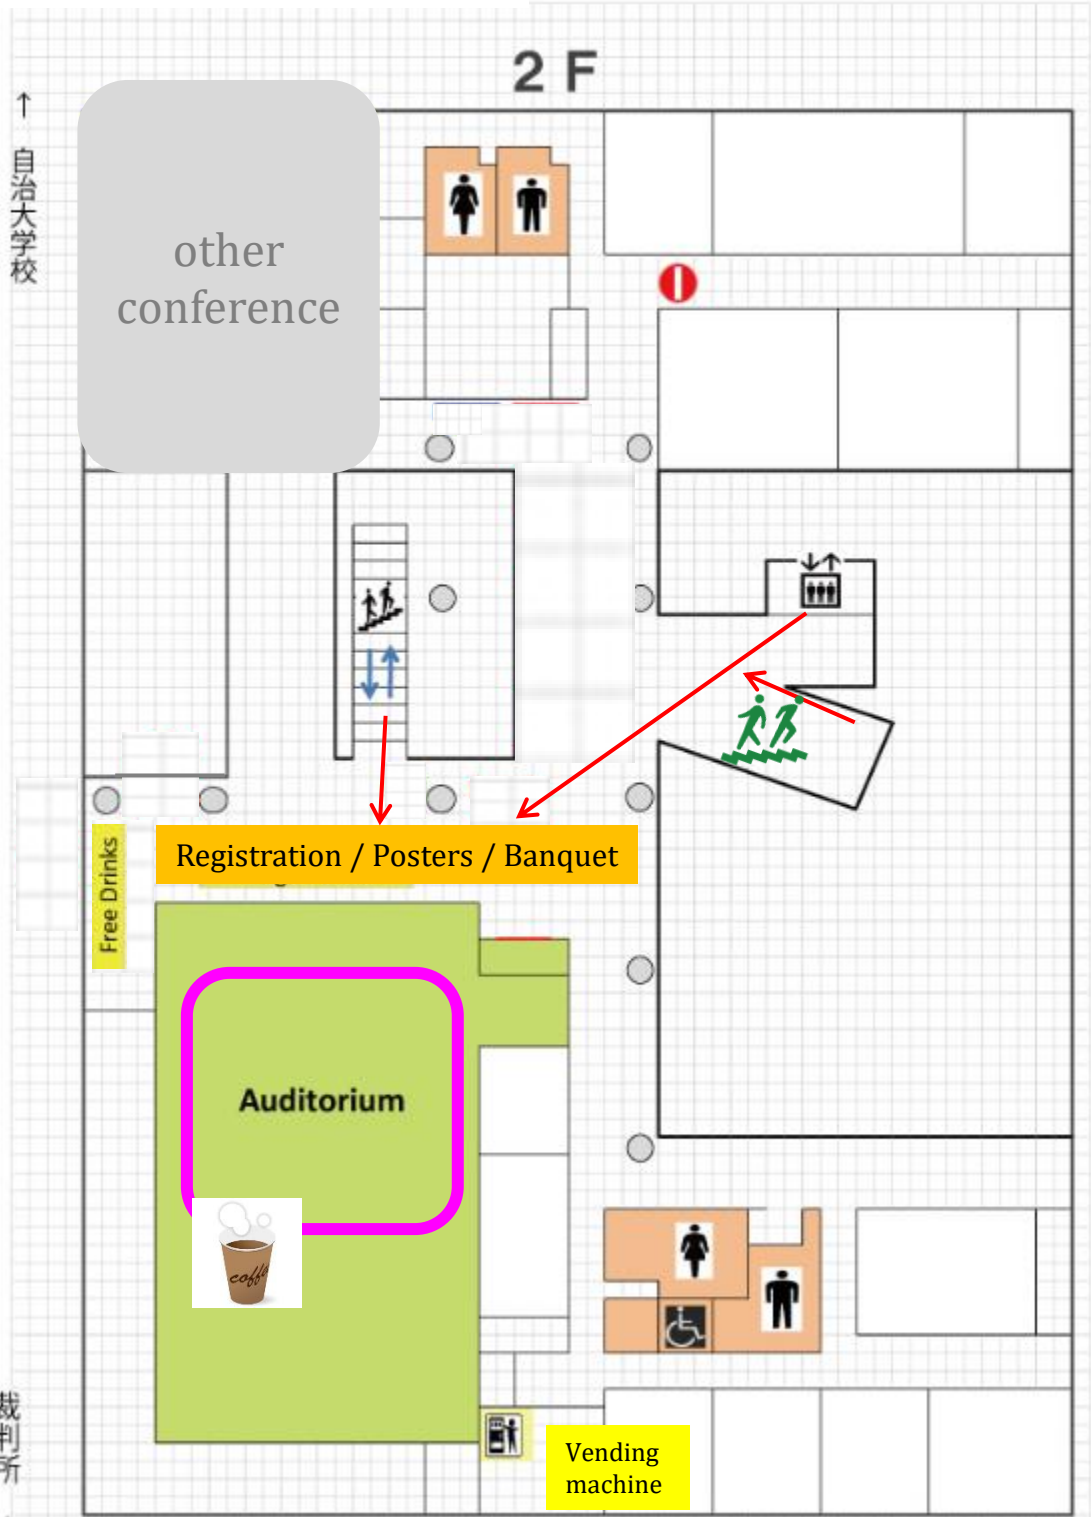 2 F
↑ 自治大学校
other
conference
Free Drinks
Registration / Posters / Banquet
Auditorium
coffe
裁判所
Vending
machine